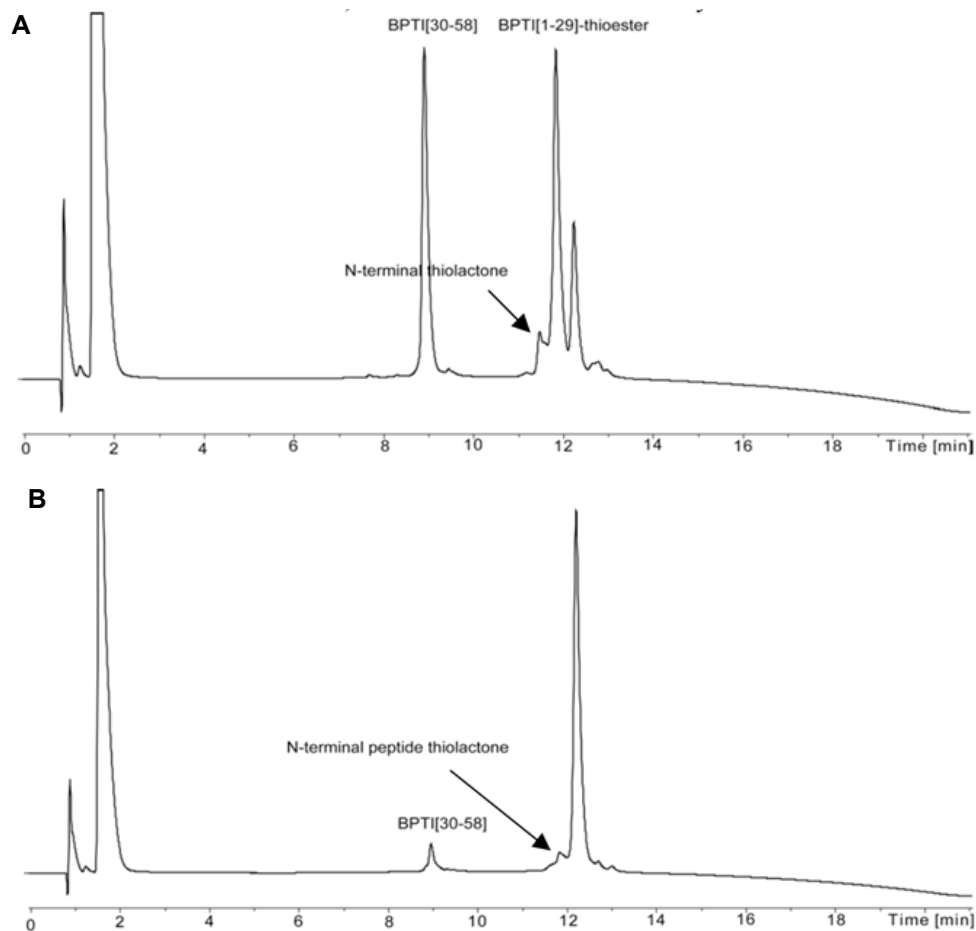 A
BPTI[30-58] BPTI[1-29]-thioester
N-terminal thiolactone
0 2 4 6 8 10 12 14 16 18 Time [min]
B
N-terminal peptide thiolactone
BPTI[30-58]
0 2 4 6 8 10 12 14 16 18 Time [min]